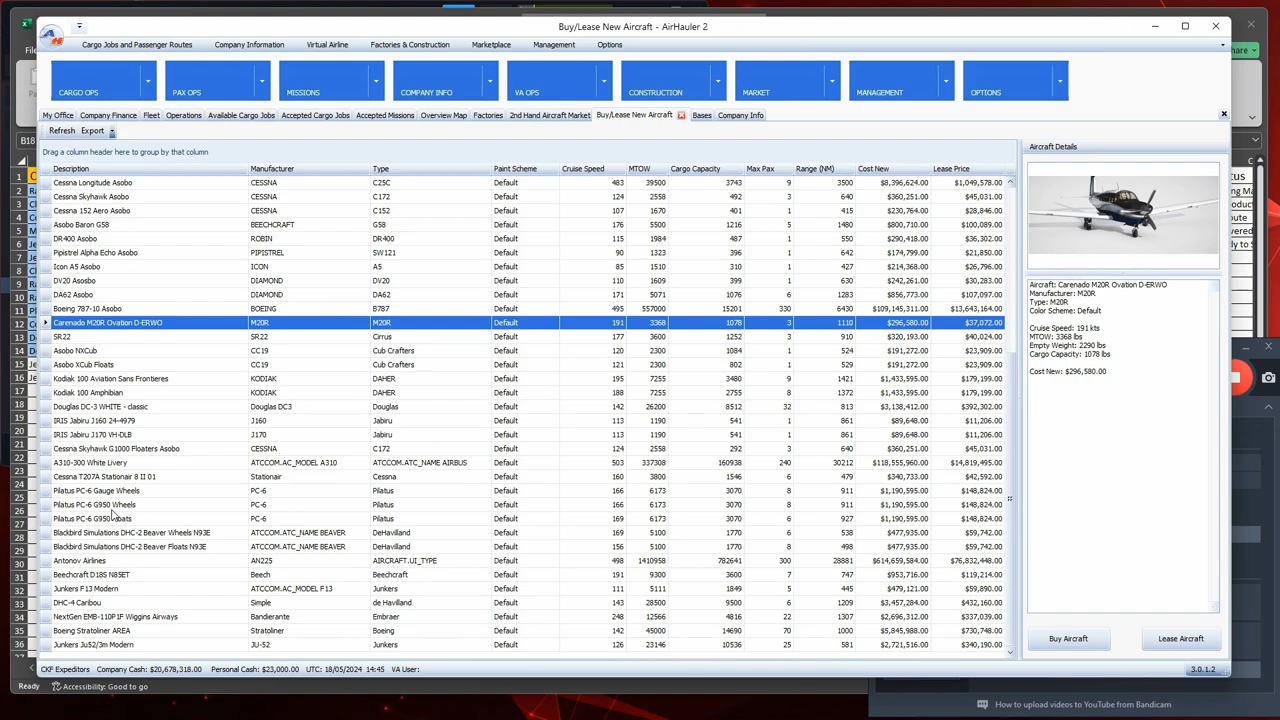 Buy/Lease New Aircraft - AirHauler 2
Cargo Jobs and Passenger Routes Company Information Virtual Airline Factories & Construction Marketplace Management Options
CARGO OPS PAX OPS MISSIONS COMPANY INFO VA OPS CONSTRUCTION MARKET MANAGEMENT OPTIONS
My Office Company Finance Fleet Operations Available Cargo Jobs Accepted Cargo Jobs Accepted Missions Overview Map Factories 2nd Hand Aircraft Market Buy/Lease New Aircraft Bases Company Info
Refresh Export
Drag a column header here to group by that column
Description Manufacturer Type Paint Scheme Cruise Speed MTOW Cargo Capacity Max Pax Range (NM) Cost New Lease Price
Cessna Longitude Asobo CESSNA C25C Default 483 39500 3743 9 3500 $8,396,624.00 $1,049,578.00
Cessna Skyhawk Asobo CESSNA C172 Default 124 2558 492 3 640 $360,251.00 $45,031.00
Cessna 152 Aero Asobo CESSNA C152 Default 107 1670 401 1 415 $230,764.00 $28,846.00
Asobo Baron G58 BEECHCRAFT BARON Default 176 5500 1216 5 1480 $800,710.00 $100,089.00
DR400 Asobo ROBIN DR400 Default 115 1984 487 1 550 $290,418.00 $36,302.00
Pipistrel Alpha Echo Asobo PIPISTREL SW121 Default 90 1323 396 1 642 $174,799.00 $21,850.00
Icon A5 Asobo ICON A5 Default 85 1510 310 1 427 $214,368.00 $26,796.00
DV20 Asobo DIAMOND DIAMOND Default 115 1764 440 1 630 $242,261.00 $30,283.00
DA62 Asobo DIAMOND DIAMOND Default 171 5071 1076 6 1283 $856,773.00 $107,097.00
Boeing 787-10 Asobo BOEING B787 Default 495 557000 15201 330 6430 $109,145,311.00 $13,643,164.00
Carenado M20R Ovation D-ERWO M20R M20R Default 191 3368 1078 3 1110 $296,580.00 $37,072.00
SR22 SR22 Cirrus Default 177 3600 1252 3 910 $320,193.00 $40,024.00
Asobo NXCub CC19 Cub Crafters Default 120 2300 1084 1 524 $191,272.00 $23,909.00
Asobo XCub Floats CC19 Cub Crafters Default 124 2300 802 1 529 $191,272.00 $23,909.00
Kodiak 100 Aviation Sans Frontieres KODIAK DAHER Default 195 7255 3480 9 1421 $1,433,595.00 $179,199.00
Kodiak 100 Amphibian KODIAK DAHER Default 188 7255 2755 8 1332 $1,433,595.00 $179,199.00
Douglas DC-3 WHITE - classic Douglas DC3 Douglas Default 142 26200 8512 32 813 $3,138,412.00 $392,302.00
IRIS Jabiru J160 24-4979 J160 Jabiru Default 113 1190 541 1 391 $89,648.00 $11,206.00
IRIS Jabiru J170 VH-DLB J170 Jabiru Default 113 1190 541 1 391 $89,648.00 $11,206.00
Cessna Skyhawk G1000 Floaters Asobo CESSNA C172 Default 124 2558 292 3 640 $360,251.00 $45,031.00
A310-300 White Livery ATCCOM.AC_MODEL A310 ATCCOM.ATC_NAME AIRBUS Default 503 337308 160938 240 30212 $118,555,960.00 $14,819,495.00
Cessna T207A Stationair 8 II 01 Stationair Cessna Default 169 3812 1479 6 479 $340,733.00 $42,592.00
Pilatus PC-6 Gauge Wheels PC-6 Pilatus Default 166 6173 3070 8 911 $1,190,595.00 $148,824.00
Pilatus PC-6 G950 Wheels PC-6 Pilatus Default 166 6173 3070 8 911 $1,190,595.00 $148,824.00
Pilatus PC-6 G950 PC-6 Pilatus Default 169 6173 3070 6 927 $1,190,595.00 $148,824.00
Blackbird Simulations DHC-2 Beaver Wheels N93E ATCCOM.ATC_NAME BEAVER DeHavilland Default 169 5100 1770 8 538 $477,935.00 $59,742.00
Blackbird Simulations DHC-2 Beaver Floats N93E ATCCOM.ATC_NAME BEAVER DeHavilland Default 156 5100 1770 8 498 $477,935.00 $59,742.00
Antonov Airlines AN225 AIRCRAFT.UI_TYPE Default 498 1410958 782641 300 28881 $614,659,584.00 $76,832,448.00
Beechcraft D18S N8SET Beech Beechcraft Default 191 9300 3600 7 747 $953,716.00 $119,214.00
Junkers F13 Modern ATCCOM.AC_MODEL F13 Junkers Default 111 5111 1849 5 445 $479,121.00 $59,890.00
DHC-4 Caribou Simple de Havilland Default 143 28500 9500 6 1209 $3,457,284.00 $432,160.00
NextGen EMB-110P1F Wiggins Airways Bandeirante Embraer Default 248 12566 4816 22 1307 $2,696,312.00 $337,039.00
Boeing Stratoliner AREA Stratoliner Boeing Default 142 45000 14690 70 1000 $5,845,988.00 $730,748.00
Junkers Ju52/3m Modern JU-52 Junkers Default 126 23146 10536 25 581 $2,721,516.00 $340,190.00
Aircraft Details
Aircraft: Carenado M20R Ovation D-ERWO
Manufacturer: M20R
Type: M20R
Color Scheme: Default
Cruise Speed: 191 kts
MTOW: 3368 lbs
Empty Weight: 2290 lbs
Cargo Capacity: 1078 lbs
Cost New: $296,580.00
Buy Aircraft Lease Aircraft
CKF Expeditors Company Cash: $20,678,318.00 Personal Cash: $23,000.00 UTC: 18/05/2024 14:45 VA User: 3.0.1.2
Ready Accessibility: Good to go
How to upload videos to YouTube from Bandicam